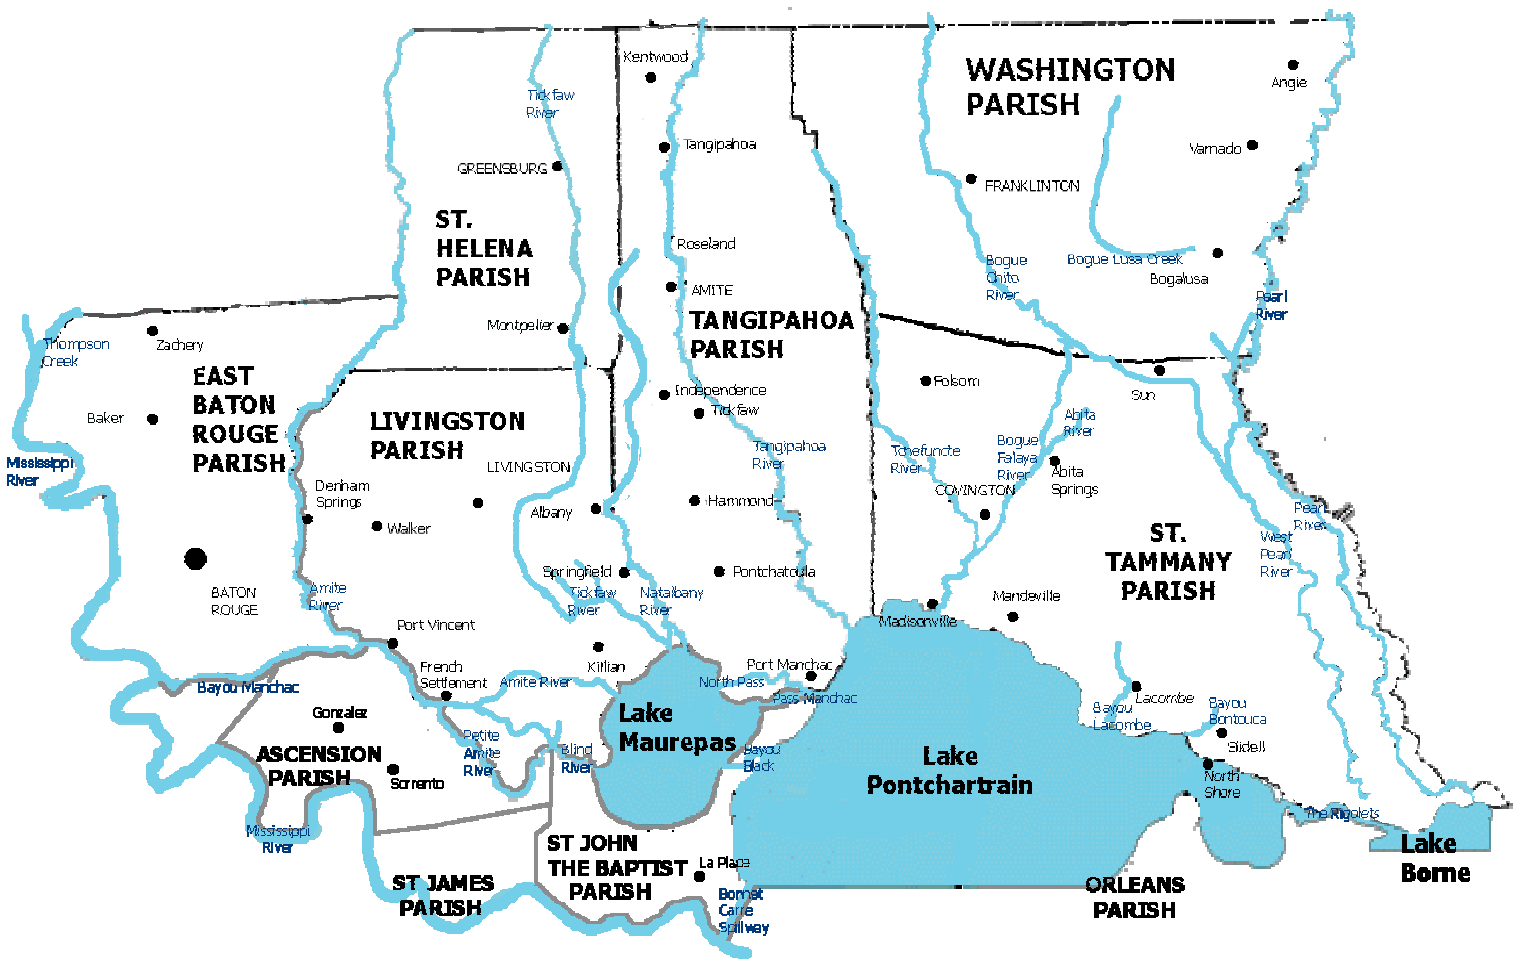 Kentwood
WASHINGTON
PARISH
Angie
Tickfaw
River
Tangipahoa
Varnado
GREENSBURG
FRANKLINTON
ST.
HELENA
PARISH
Roseland
Bogue
Chito
River
Bogue Lusa Creek
Bogalusa
AMITE
Pearl
River
Montpelier
TANGIPAHOA
PARISH
Thompson
Creek
Zachery
EAST
BATON
ROUGE
PARISH
Baker
LIVINGSTON
PARISH
Independence
Tickfaw
Folsom
Sun
Abita
River
Tangipahoa
River
Tchefuncte
River
Bogue
Falaya
River
Mississippi
River
LIVINGSTON
Abita
Springs
Denham
Springs
COVINGTON
Albany
Hammond
Walker
Pearl
River
West
Pearl
River
ST.
TAMMANY
PARISH
Springfield
Pontchatoula
BATON
ROUGE
Amite
River
Tickfaw
River
Natalbany
River
Mandeville
Madisonville
Port Vincent
Killian
French
Settlement
Port Manchac
Amite River
North Pass
Pass Manchac
Bayou Manchac
Lacombe
Bayou
Lacombe
Bayou
Bontouca
Slidell
Gonzalez
Lake
Maurepas
Petite
Amite
River
Blind
River
Bayou
Black
ASCENSION
PARISH
Sorrento
Lake
Pontchartrain
North
Shore
The Rigolets
Mississippi
River
Lake
Borne
ST JOHN
THE BAPTIST
PARISH
La Place
ST JAMES
PARISH
Bonnet
Carre
Spillway
ORLEANS
PARISH